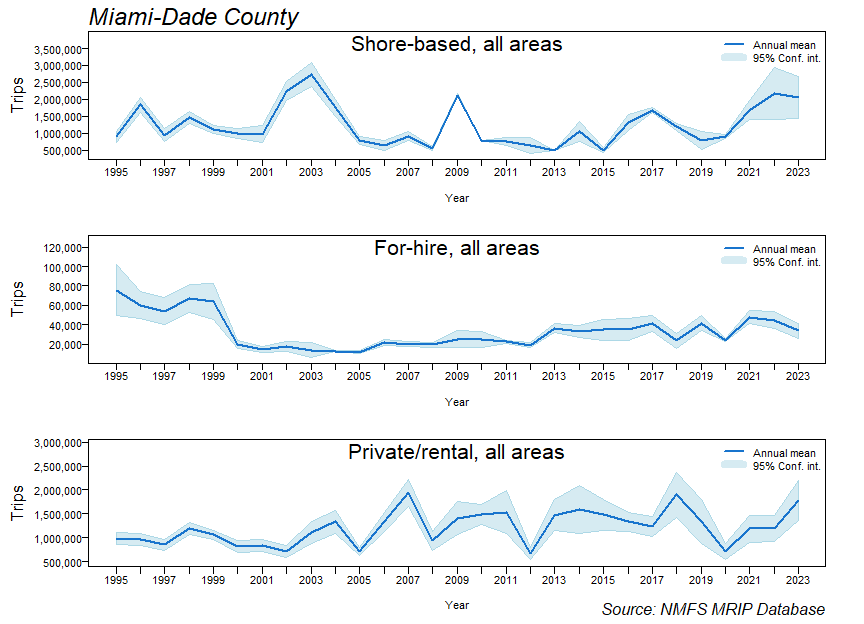 Miami-Dade County
Shore-based, all areas
Annual mean
95% Conf. int.
3,500,000
3,000,000
2,500,000
2,000,000
1,500,000
1,000,000
500,000
Trips
1995 1997 1999 2001 2003 2005 2007 2009 2011 2013 2015 2017 2019 2021 2023
Year
For-hire, all areas
Annual mean
95% Conf. int.
120,000
100,000
80,000
60,000
40,000
20,000
Trips
1995 1997 1999 2001 2003 2005 2007 2009 2011 2013 2015 2017 2019 2021 2023
Year
Private/rental, all areas
Annual mean
95% Conf. int.
3,000,000
2,500,000
2,000,000
1,500,000
1,000,000
500,000
Trips
1995 1997 1999 2001 2003 2005 2007 2009 2011 2013 2015 2017 2019 2021 2023
Year
Source: NMFS MRIP Database